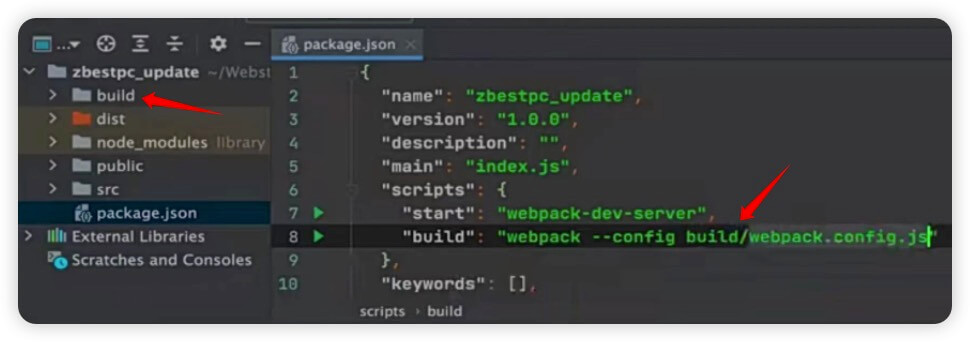 ...
package.json
zbestpc_update ~/Webst
build
dist
node_modules library
public
src
package.json
External Libraries
Scratches and Consoles
1 {
2 "name": "zbestpc_update",
3 "version": "1.0.0",
4 "description": "",
5 "main": "index.js",
6 "scripts": {
7 "start": "webpack-dev-server",
8 "build": "webpack --config build/webpack.config.js"
9 },
10 "keywords": [],
scripts › build